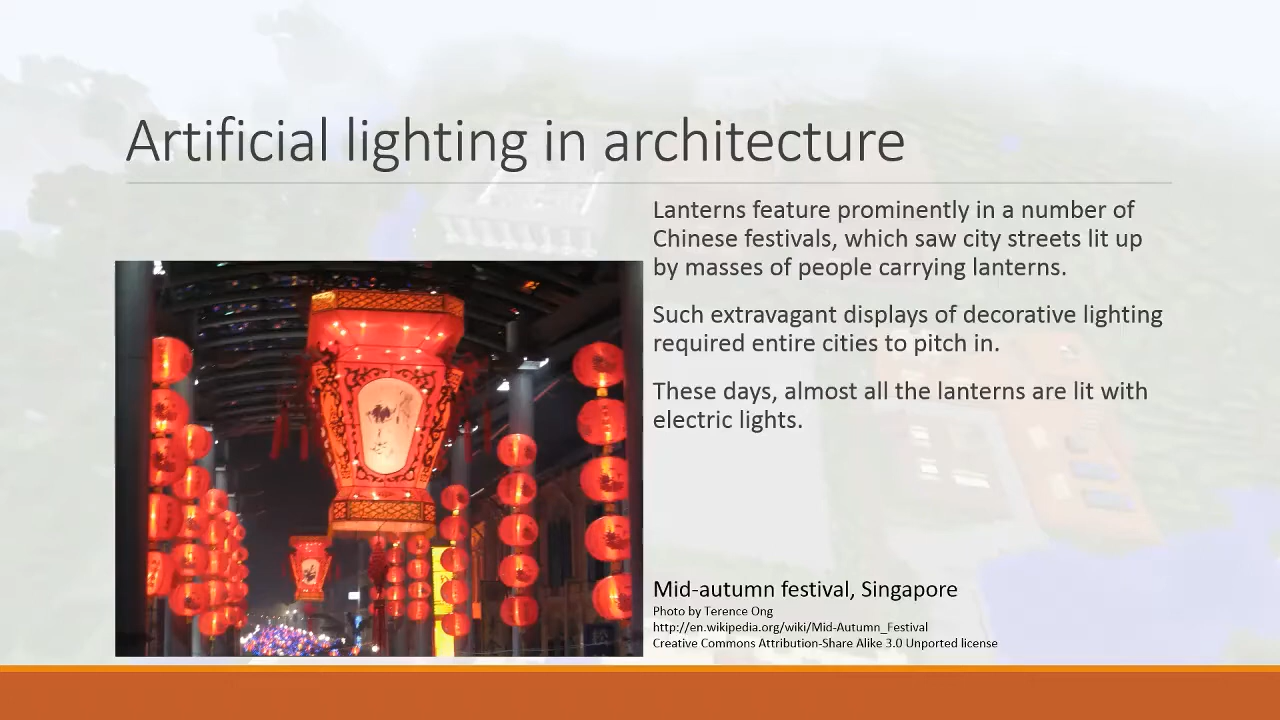 Artificial lighting in architecture
Lanterns feature prominently in a number of
Chinese festivals, which saw city streets lit up
by masses of people carrying lanterns.
Such extravagant displays of decorative lighting
required entire cities to pitch in.
These days, almost all the lanterns are lit with
electric lights.
Mid-autumn festival, Singapore
Photo by Terence Ong
http://en.wikipedia.org/wiki/Mid-Autumn_Festival
Creative Commons Attribution-Share Alike 3.0 Unported license